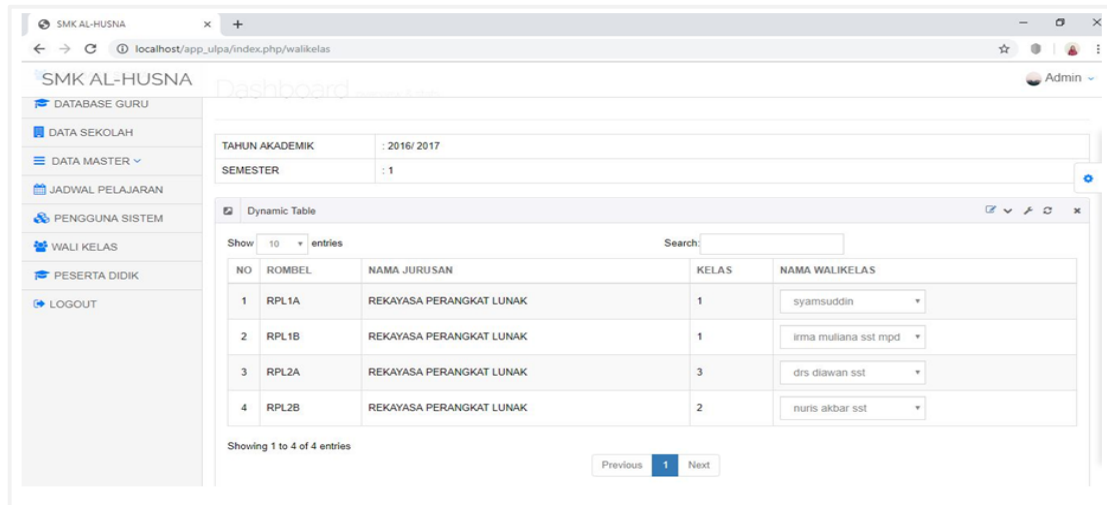 SMK AL-HUSNA
localhost/app_ulpa/index.php/walikelas
SMK AL-HUSNA
Dashboard
Admin
DATABASE GURU
DATA SEKOLAH
DATA MASTER
JADWAL PELAJARAN
PENGGUNA SISTEM
WALI KELAS
PESERTA DIDIK
LOGOUT
TAHUN AKADEMIK : 2016/ 2017
SEMESTER : 1
Dynamic Table
Show 10 entries Search:
NO ROMBEL NAMA JURUSAN KELAS NAMA WALIKELAS
1 RPL1A REKAYASA PERANGKAT LUNAK 1 syamsuddin
2 RPL1B REKAYASA PERANGKAT LUNAK 1 irma muliana sst mpd
3 RPL2A REKAYASA PERANGKAT LUNAK 3 drs diawan sst
4 RPL2B REKAYASA PERANGKAT LUNAK 2 nuris akbar sst
Showing 1 to 4 of 4 entries
Previous 1 Next